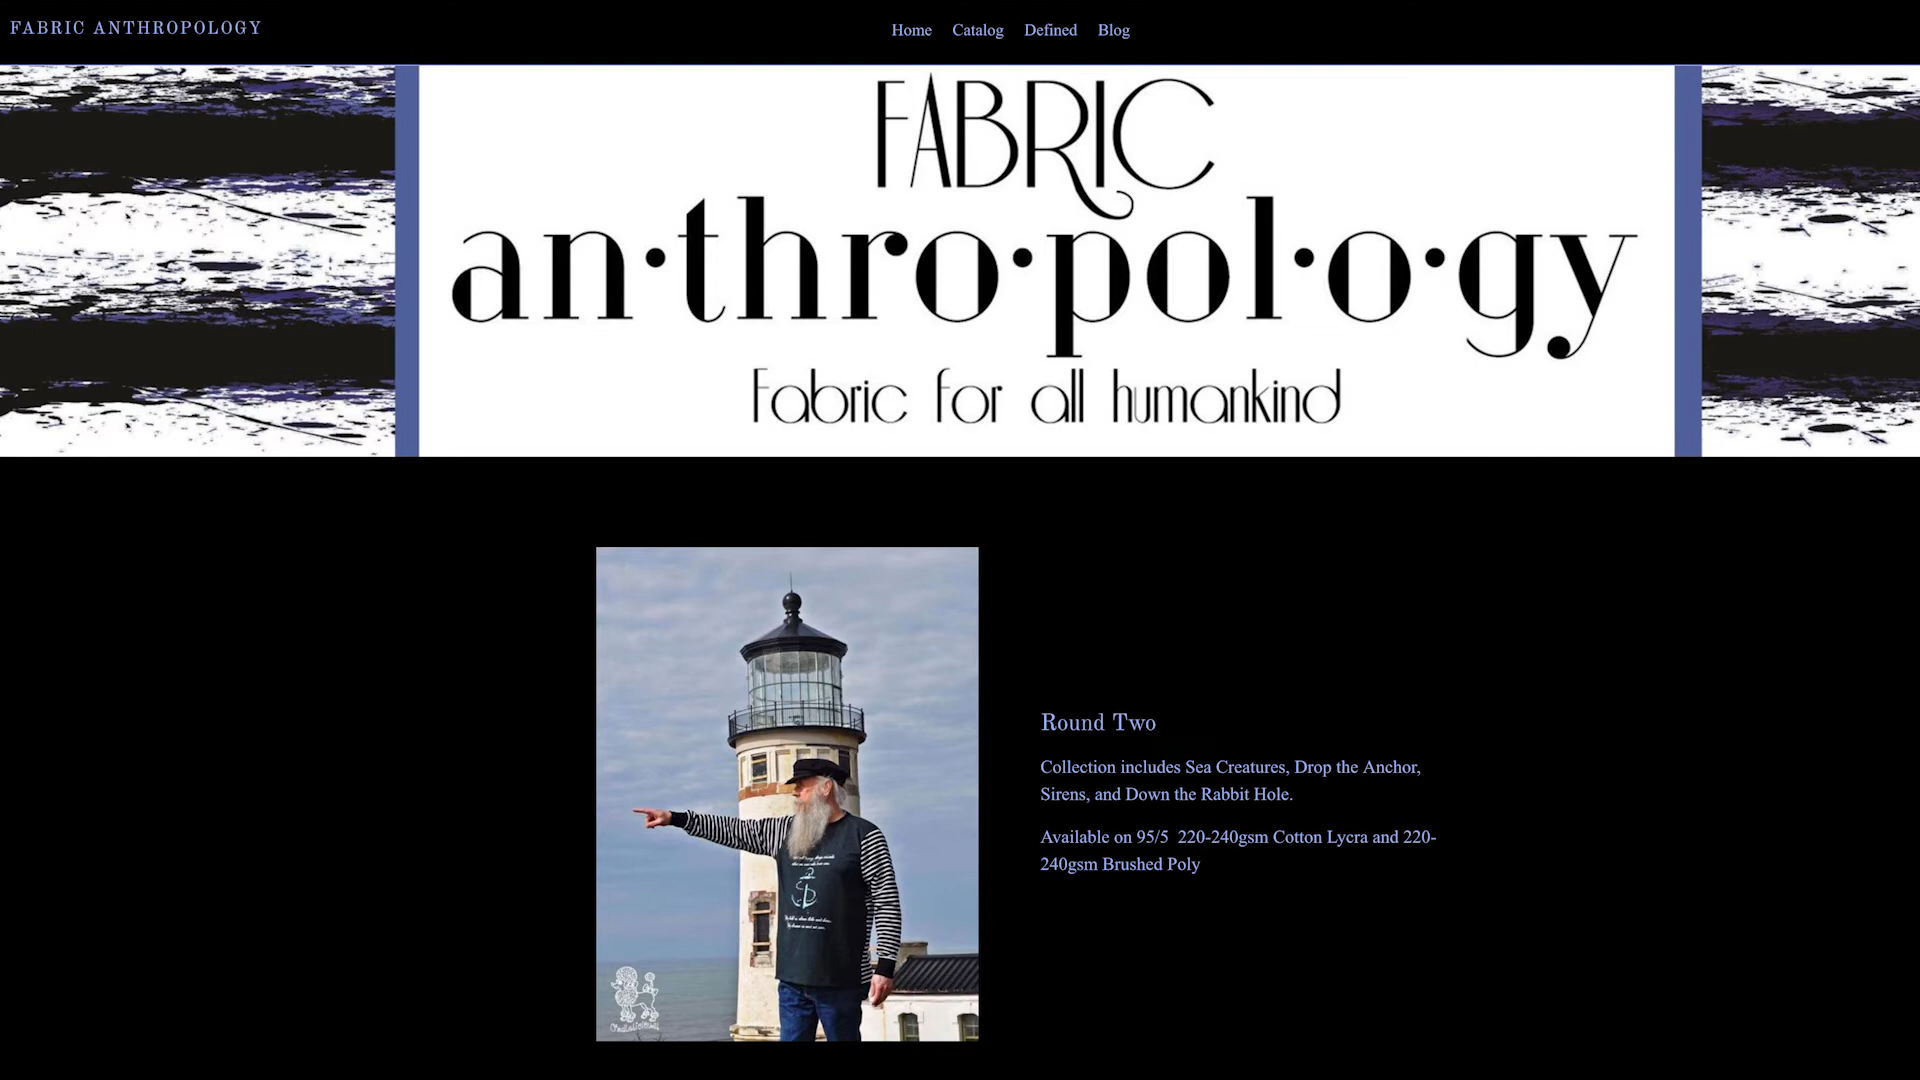 FABRIC ANTHROPOLOGY
Home Catalog Defined Blog
FABRIC
an·thro·pol·o·gy
Fabric for all humankind
Round Two
Collection includes Sea Creatures, Drop the Anchor,
Sirens, and Down the Rabbit Hole.
Available on 95/5 220-240gsm Cotton Lycra and 220-
240gsm Brushed Poly